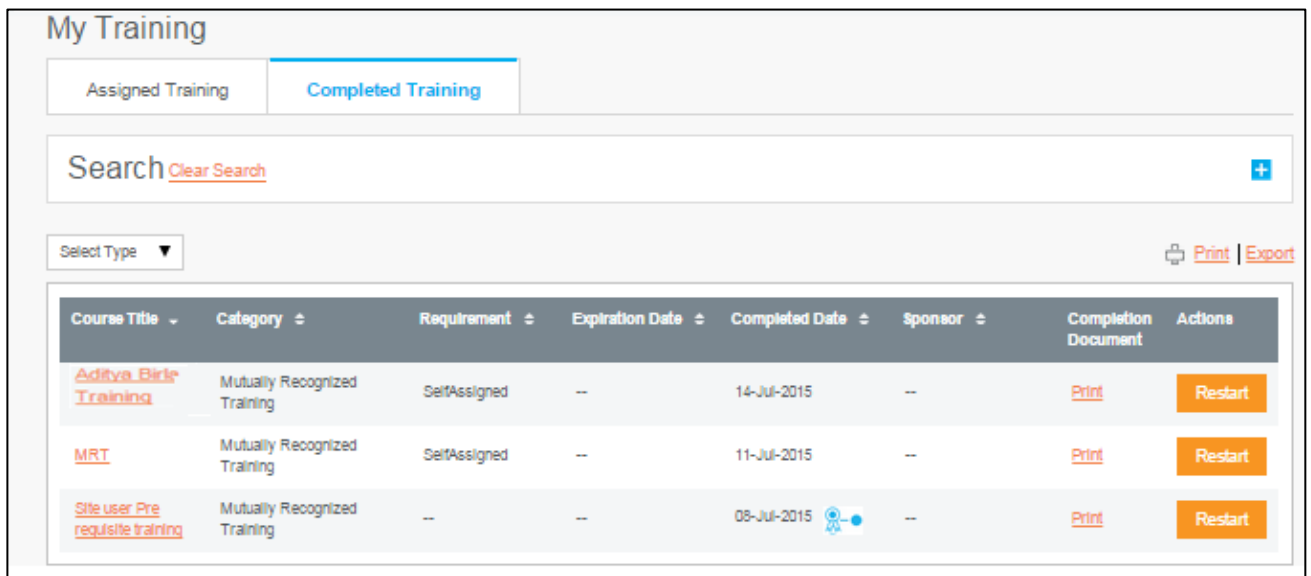 My Training
Assigned Training
Completed Training
Search Clear Search
Select Type
Print | Export
Course Title Category Requirement Expiration Date Completed Date Sponsor Completion Document Actions
Aditya Birla Training Mutually Recognized Training SelfAssigned -- 14-Jul-2015 -- Print Restart
MRT Mutually Recognized Training SelfAssigned -- 11-Jul-2015 -- Print Restart
Site user Pre requisite training Mutually Recognized Training -- -- 08-Jul-2015 -- Print Restart